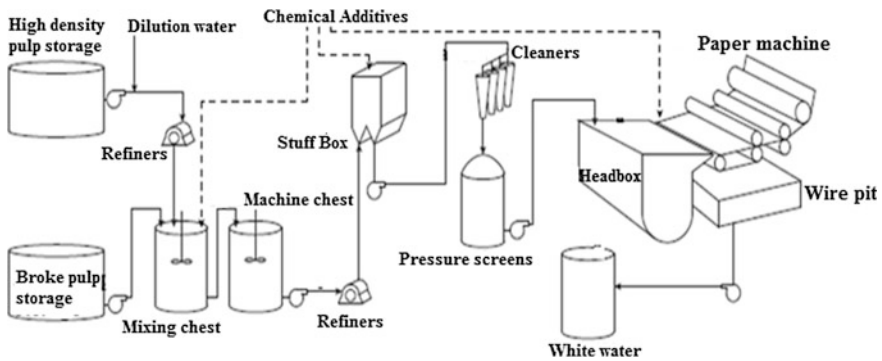 High density
pulp storage
Dilution water
Chemical Additives
Cleaners
Paper machine
Refiners
Stuff Box
Headbox
Machine chest
Wire pit
Broke pulp
storage
Pressure screens
Mixing chest
Refiners
White water